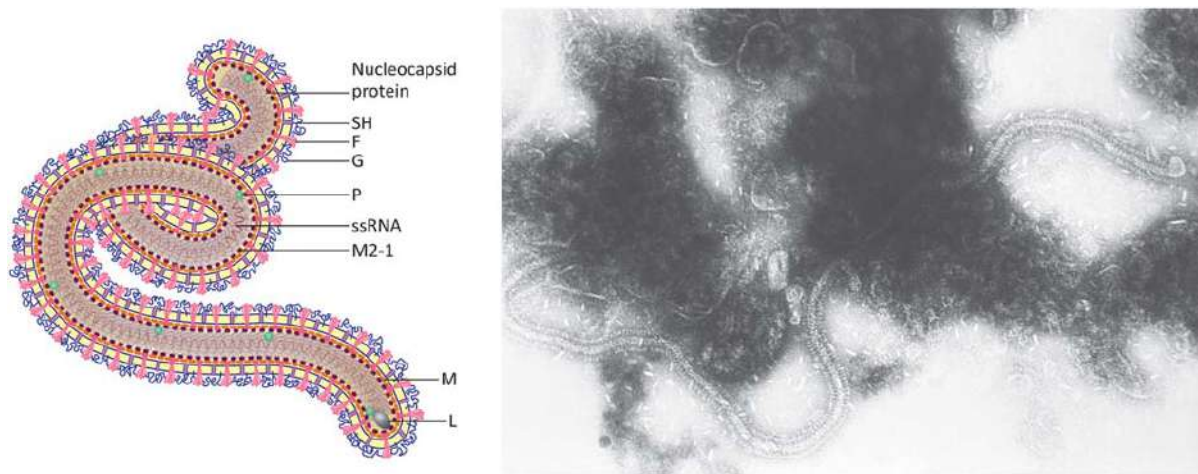 Nucleocapsid
protein
SH
F
G
P
ssRNA
M2-1
M
L